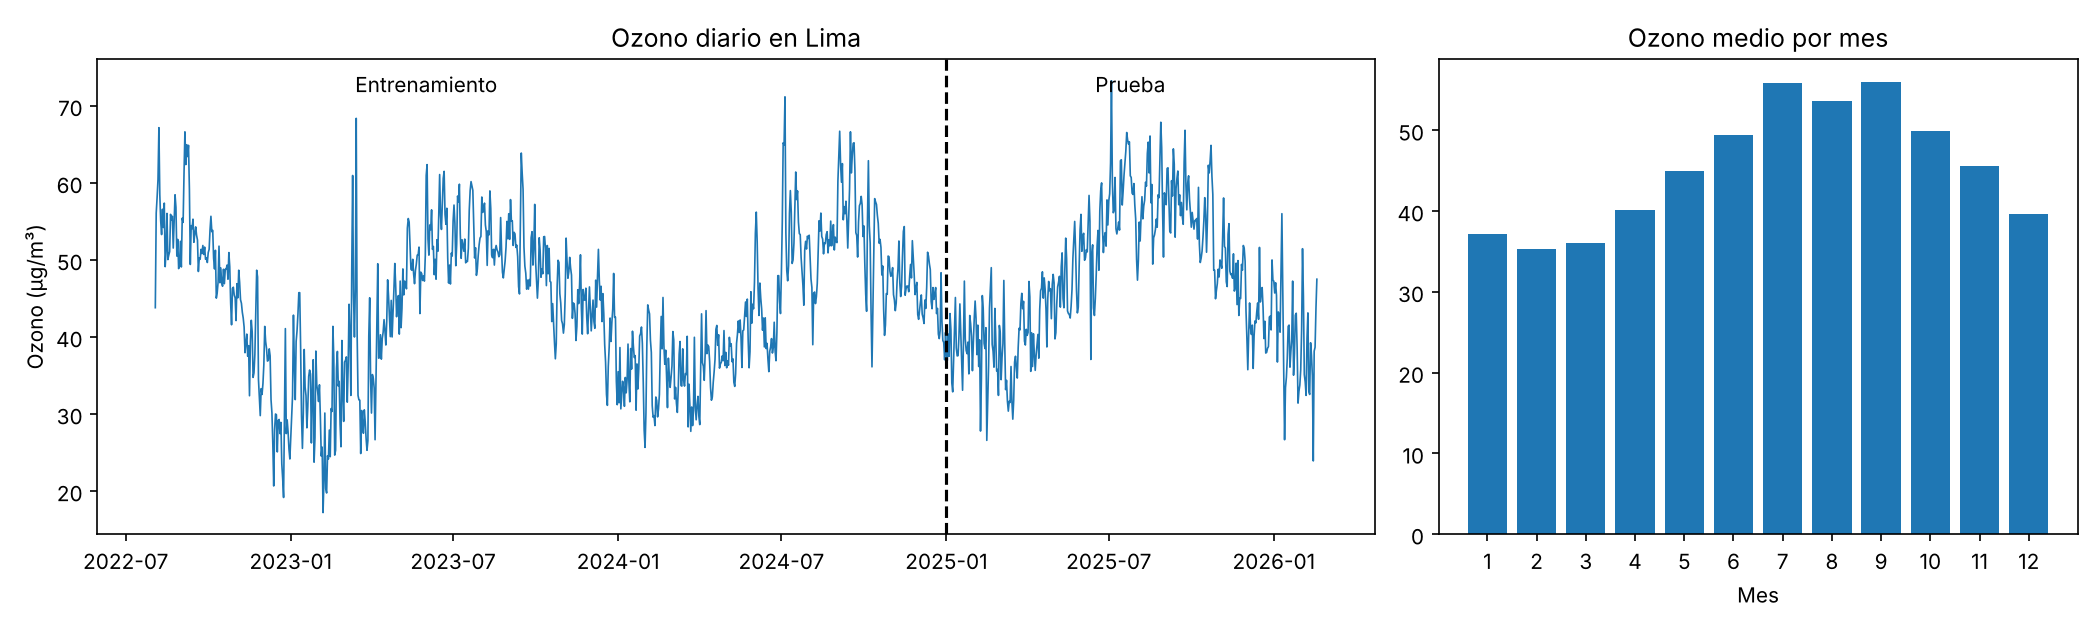 Ozono diario en Lima
Entrenamiento
Prueba
Ozono (µg/m³)
70
60
50
40
30
20
2022-07
2023-01
2023-07
2024-01
2024-07
2025-01
2025-07
2026-01
Ozono medio por mes
50
40
30
20
10
0
1 2 3 4 5 6 7 8 9 10 11 12
Mes